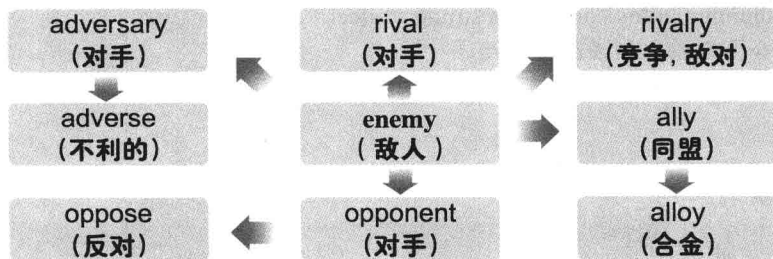 adversary
(对手)
rival
(对手)
rivalry
(竞争, 敌对)
adverse
(不利的)
enemy
(敌人)
ally
(同盟)
oppose
(反对)
opponent
(对手)
alloy
(合金)